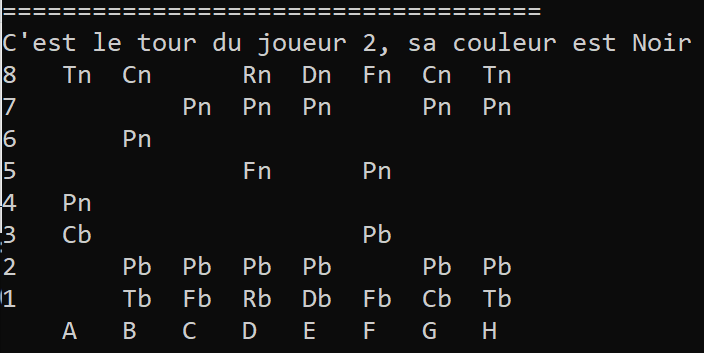 ====================================
C'est le tour du joueur 2, sa couleur est Noir
8   Tn  Cn      Rn  Dn  Fn  Cn  Tn
7           Pn  Pn  Pn      Pn  Pn
6       Pn
5               Fn      Pn
4   Pn
3   Cb                  Pb
2       Pb  Pb  Pb  Pb      Pb  Pb
1       Tb  Fb  Rb  Db  Fb  Cb  Tb
    A   B   C   D   E   F   G   H